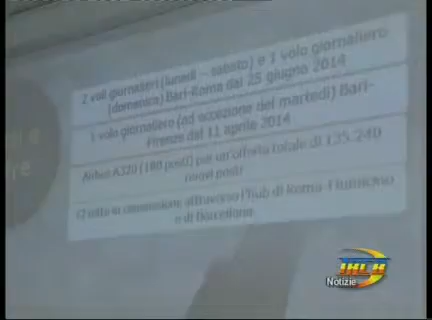 2 voli giornalieri (lunedì – sabato) e 1 volo giornaliero
(domenica) Bari-Roma dal 25 giugno 2014
1 volo giornaliero (ad eccezione del martedì) Bari-
Firenze dal 11 aprile 2014
Airbus A320 (180 posti) per un'offerta totale di 135.240
nuovi posti
in connessione attraverso l'hub di Roma-Fiumicino
e di Barcellona
Notizie